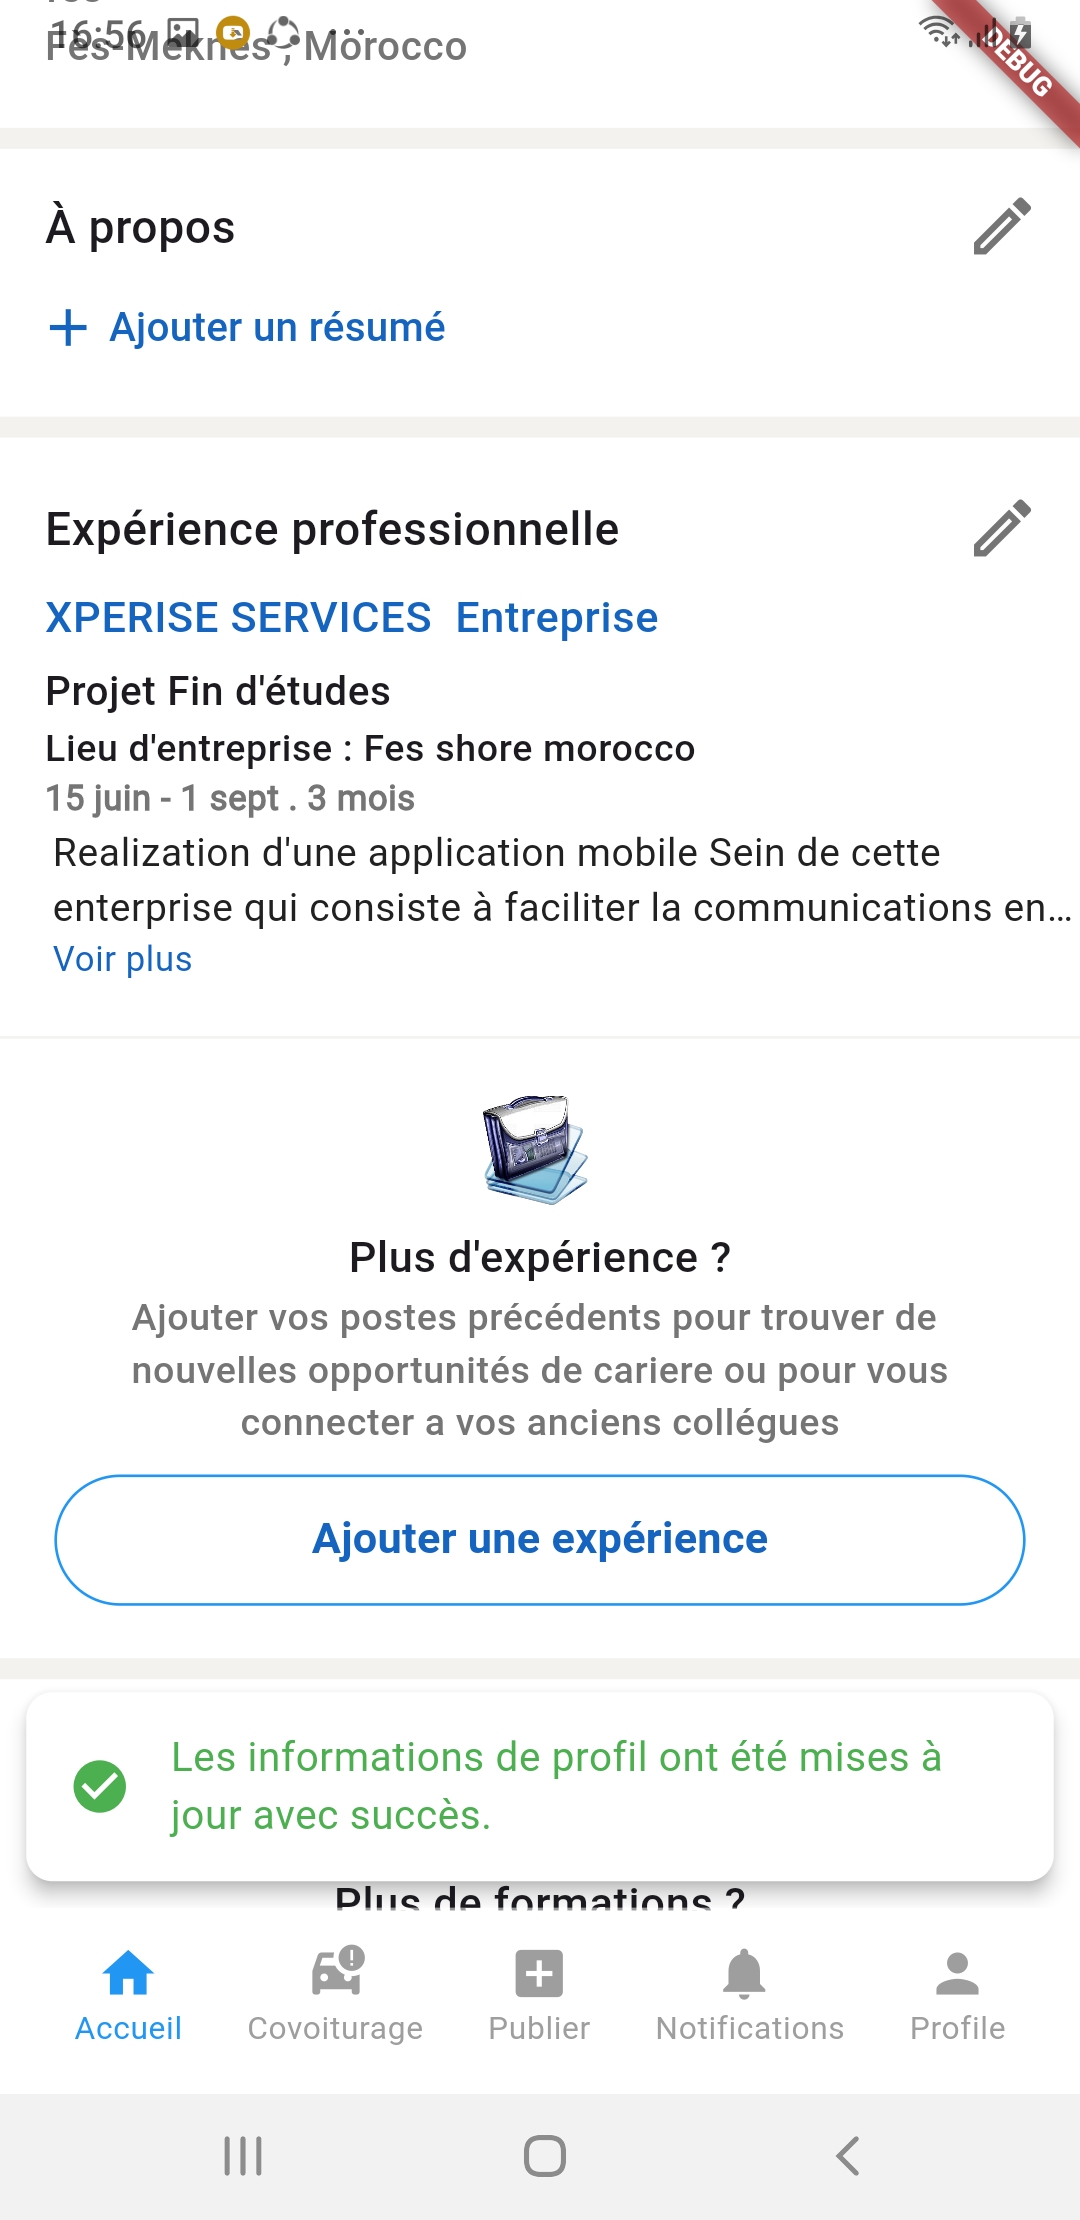 16:56
Fès-Meknès , Morocco
DEBUG
À propos
+ Ajouter un résumé
Expérience professionnelle
XPERISE SERVICES Entreprise
Projet Fin d'études
Lieu d'entreprise : Fes shore morocco
15 juin - 1 sept . 3 mois
Realization d'une application mobile Sein de cette
enterprise qui consiste à faciliter la communications en...
Voir plus
Plus d'expérience ?
Ajouter vos postes précédents pour trouver de
nouvelles opportunités de cariere ou pour vous
connecter a vos anciens collégues
Ajouter une expérience
Les informations de profil ont été mises à
jour avec succès.
Plus de formations ?
Accueil
Covoiturage
Publier
Notifications
Profile